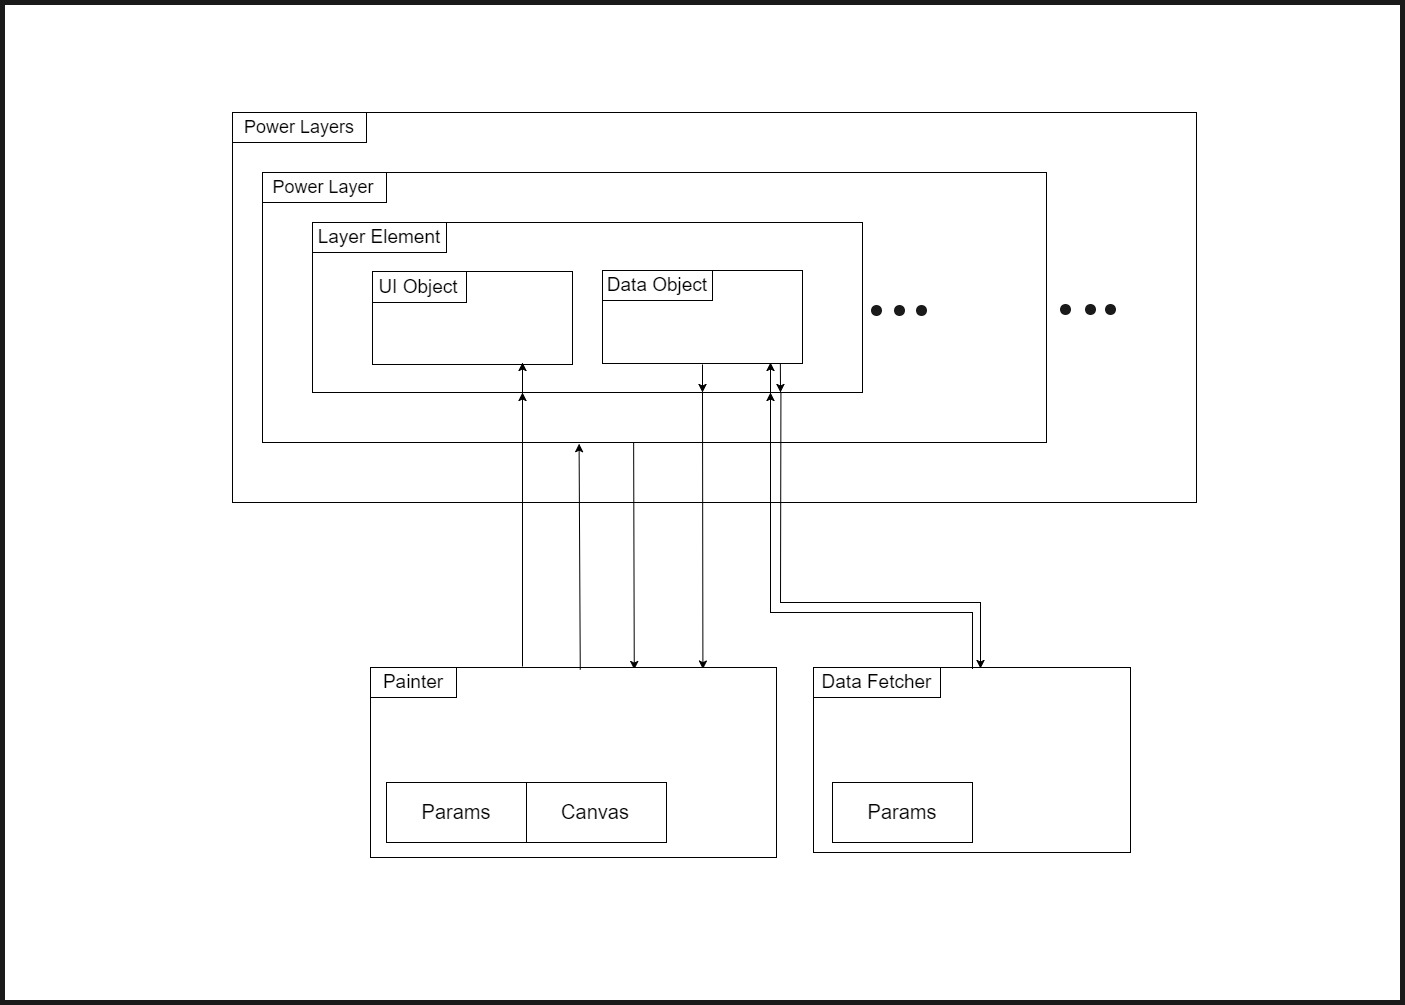 Power Layers
Power Layer
Layer Element
UI Object
Data Object
Painter
Data Fetcher
Params
Canvas
Params